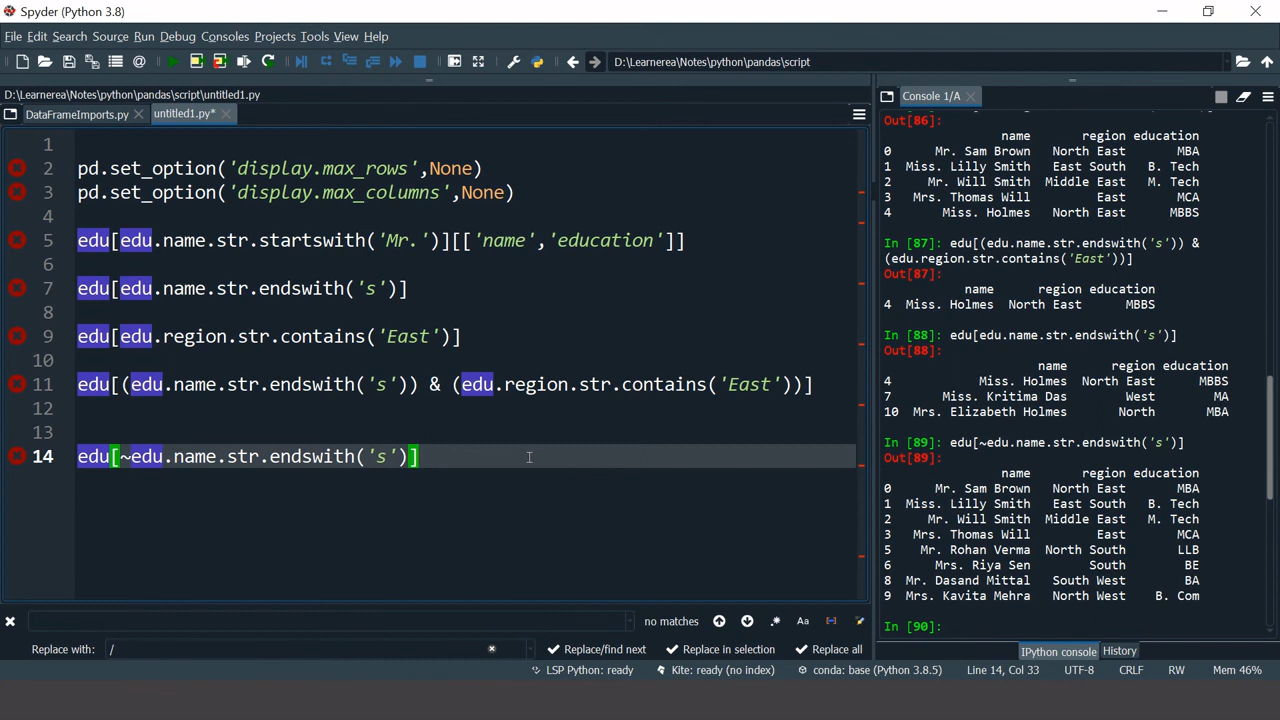 Spyder (Python 3.8)
File Edit Search Source Run Debug Consoles Projects Tools View Help
D:\Learnerea\Notes\python\pandas\script
D:\Learnerea\Notes\python\pandas\script\untitled1.py
DataFrameImports.py untitled1.py*
1
2 pd.set_option('display.max_rows',None)
3 pd.set_option('display.max_columns',None)
4
5 edu[edu.name.str.startswith('Mr.')][['name','education']]
6
7 edu[edu.name.str.endswith('s')]
8
9 edu[edu.region.str.contains('East')]
10
11 edu[(edu.name.str.endswith('s')) & (edu.region.str.contains('East'))]
12
13
14 edu[~edu.name.str.endswith('s')]
no matches Aa
Replace with: / Replace/find next Replace in selection Replace all
Console 1/A
Out[86]:
name region education
0 Mr. Sam Brown North East MBA
1 Miss. Lilly Smith East South B. Tech
2 Mr. Will Smith Middle East M. Tech
3 Mrs. Thomas Will East MCA
4 Miss. Holmes North East MBBS
In [87]: edu[(edu.name.str.endswith('s')) &
(edu.region.str.contains('East'))]
Out[87]:
name region education
4 Miss. Holmes North East MBBS
In [88]: edu[edu.name.str.endswith('s')]
Out[88]:
name region education
4 Miss. Holmes North East MBBS
7 Miss. Kritima Das West MA
10 Mrs. Elizabeth Holmes North MBA
In [89]: edu[~edu.name.str.endswith('s')]
Out[89]:
name region education
0 Mr. Sam Brown North East MBA
1 Miss. Lilly Smith East South B. Tech
2 Mr. Will Smith Middle East M. Tech
3 Mrs. Thomas Will East MCA
5 Mr. Rohan Verma North South LLB
6 Mrs. Riya Sen South BE
8 Mr. Dasand Mittal South West BA
9 Mrs. Kavita Mehra North West B. Com
In [90]:
IPython console History
LSP Python: ready Kite: ready (no index) conda: base (Python 3.8.5) Line 14, Col 33 UTF-8 CRLF RW Mem 46%